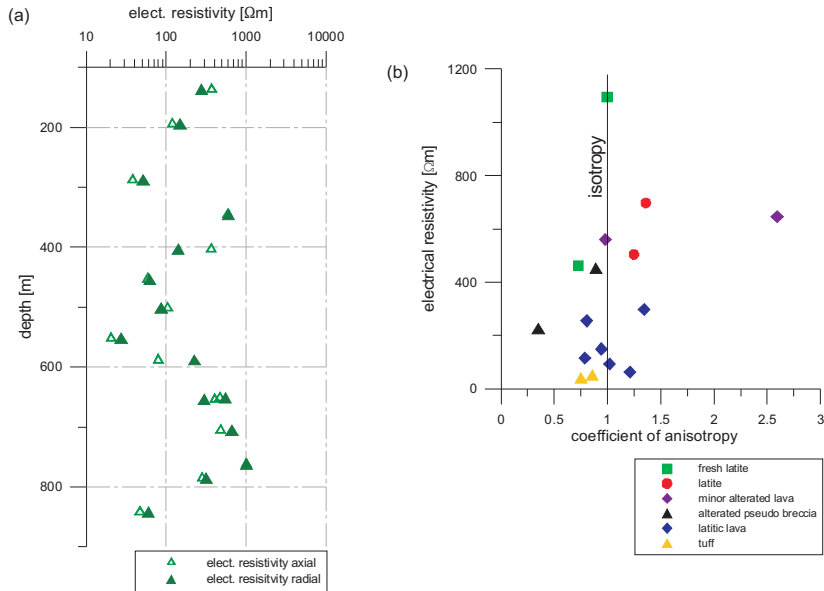 (a)
elect. resistivity [Ωm]
10 100 1000 10000
depth [m]
200
400
600
800
elect. resistivity axial
elect. resisitvity radial
(b)
electrical resistivity [Ωm]
1200
800
400
0
isotropy
0 0.5 1 1.5 2 2.5 3
coefficient of anisotropy
fresh latite
latite
minor alterated lava
alterated pseudo breccia
latitic lava
tuff